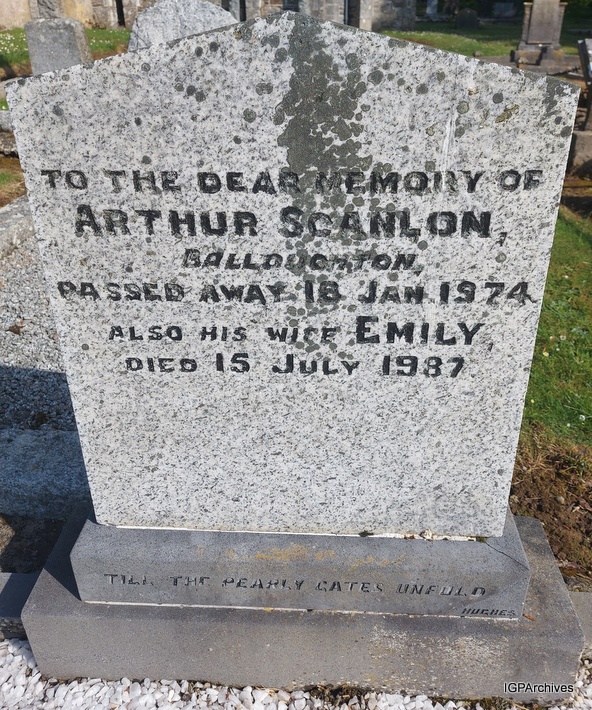 TO THE DEAR MEMORY OF
ARTHUR SCANLON,
BALLOUGHTON,
PASSED AWAY 18 JAN 1974
ALSO HIS WIFE EMILY,
DIED 15 JULY 1987
TILL THE PEARLY GATES UNFOLD
HUGHES
IGPArchives